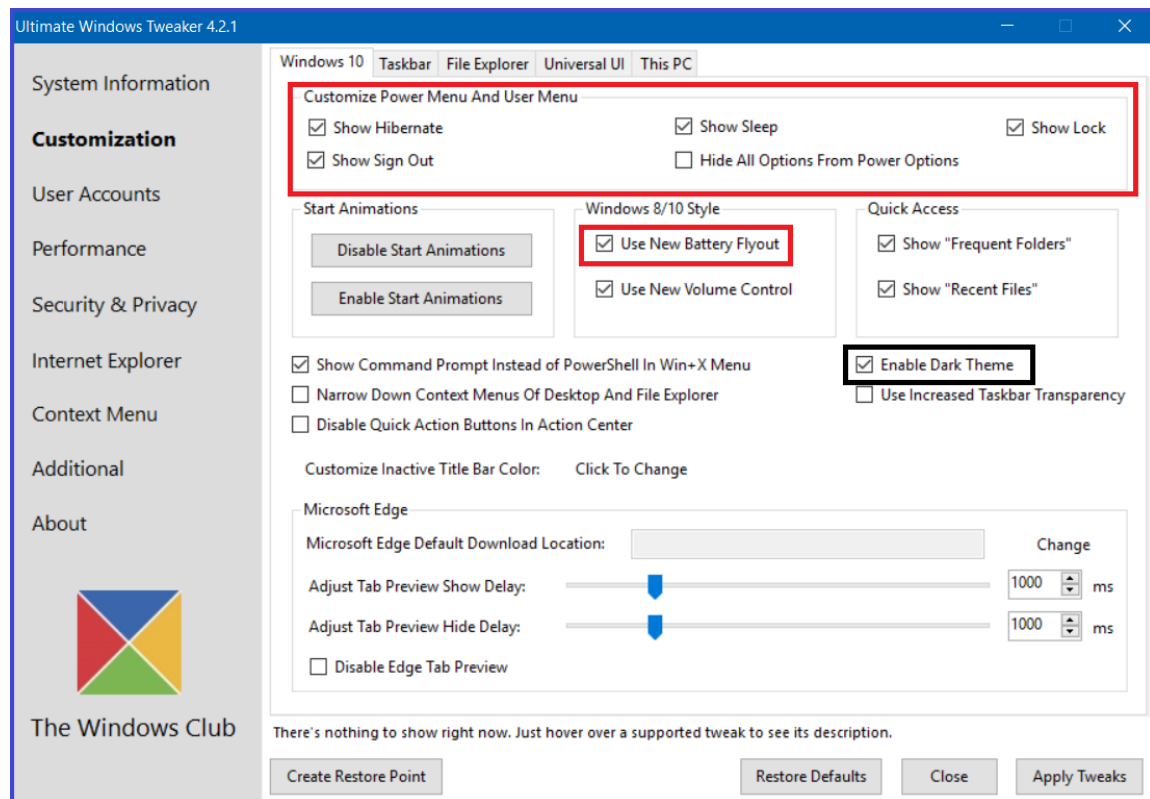 Ultimate Windows Tweaker 4.2.1
System Information
Customization
User Accounts
Performance
Security & Privacy
Internet Explorer
Context Menu
Additional
About
The Windows Club
Windows 10 Taskbar File Explorer Universal UI This PC
Customize Power Menu And User Menu
Show Hibernate Show Sleep Show Lock
Show Sign Out Hide All Options From Power Options
Start Animations Windows 8/10 Style Quick Access
Disable Start Animations Use New Battery Flyout Show "Frequent Folders"
Enable Start Animations Use New Volume Control Show "Recent Files"
Show Command Prompt Instead of PowerShell In Win+X Menu Enable Dark Theme
Narrow Down Context Menus Of Desktop And File Explorer Use Increased Taskbar Transparency
Disable Quick Action Buttons In Action Center
Customize Inactive Title Bar Color: Click To Change
Microsoft Edge
Microsoft Edge Default Download Location: Change
Adjust Tab Preview Show Delay: 1000 ms
Adjust Tab Preview Hide Delay: 1000 ms
Disable Edge Tab Preview
There's nothing to show right now. Just hover over a supported tweak to see its description.
Create Restore Point Restore Defaults Close Apply Tweaks